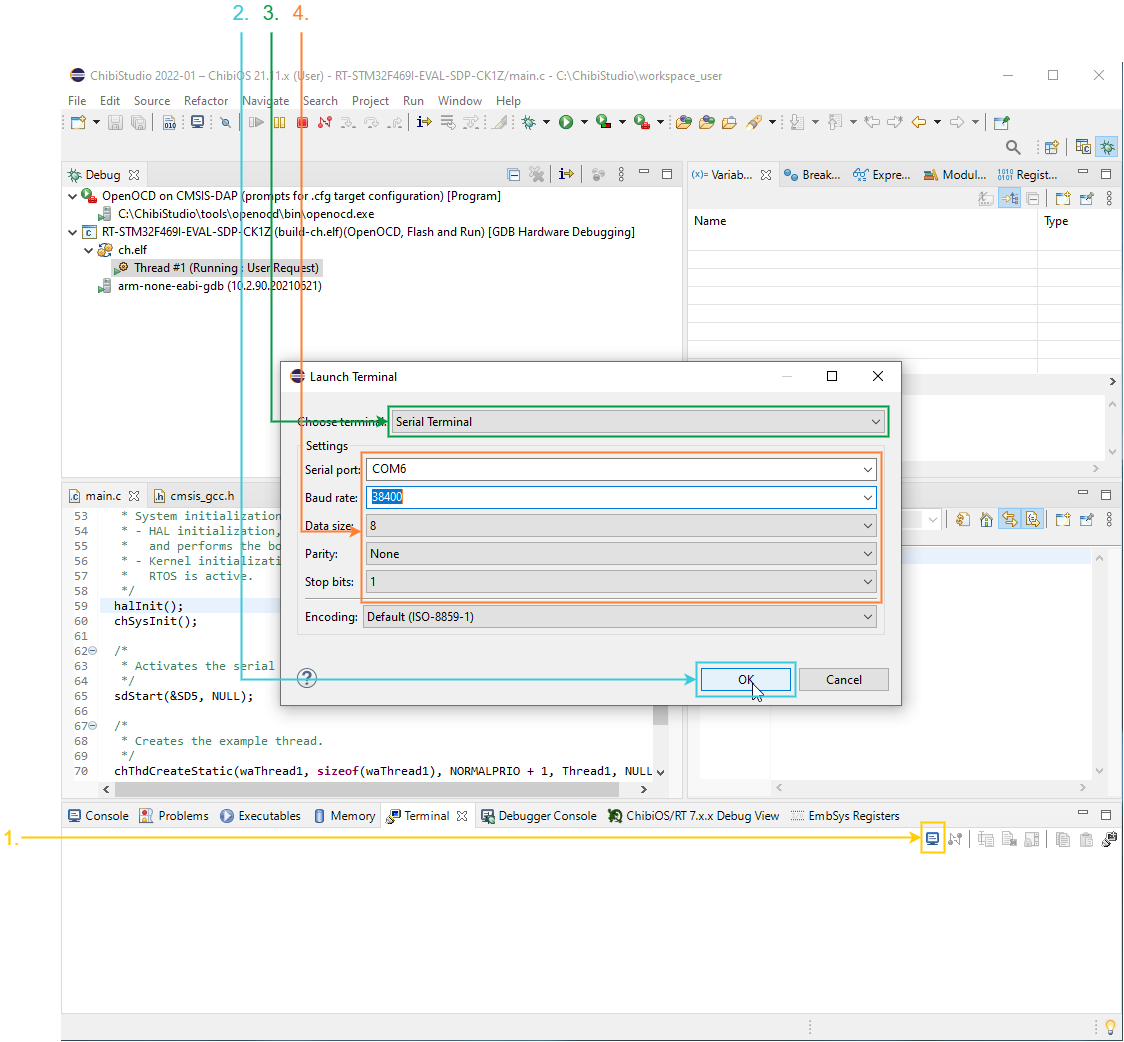 2. 3. 4.
ChibiStudio 2022-01 – ChibiOS 21.11.x (User) - RT-STM32F469I-EVAL-SDP-CK1Z/main.c - C:\ChibiStudio\workspace_user
File Edit Source Refactor Navigate Search Project Run Window Help
Debug
(x)= Variab... Break... Expre... Modul... Regist...
OpenOCD on CMSIS-DAP (prompts for .cfg target configuration) [Program]
C:\ChibiStudio\tools\openocd\bin\openocd.exe
Name Type
RT-STM32F469I-EVAL-SDP-CK1Z (build-ch.elf)(OpenOCD, Flash and Run) [GDB Hardware Debugging]
ch.elf
Thread #1 (Running : User Request)
arm-none-eabi-gdb (10.2.90.20210621)
Launch Terminal
Choose terminal: Serial Terminal
Settings
Serial port: COM6
Baud rate: 38400
Data size: 8
Parity: None
Stop bits: 1
Encoding: Default (ISO-8859-1)
? OK Cancel
main.c cmsis_gcc.h
53 * System initialization
54 * - HAL initialization,
55 and performs the bo
56 * - Kernel initializati
57 * RTOS is active.
58 */
59 halInit();
60 chSysInit();
61
62 /*
63 * Activates the serial
64 */
65 sdStart(&SD5, NULL);
66
67 /*
68 * Creates the example thread.
69 */
70 chThdCreateStatic(waThread1, sizeof(waThread1), NORMALPRIO + 1, Thread1, NULL
Console Problems Executables Memory Terminal Debugger Console ChibiOS/RT 7.x.x Debug View EmbSys Registers
1.